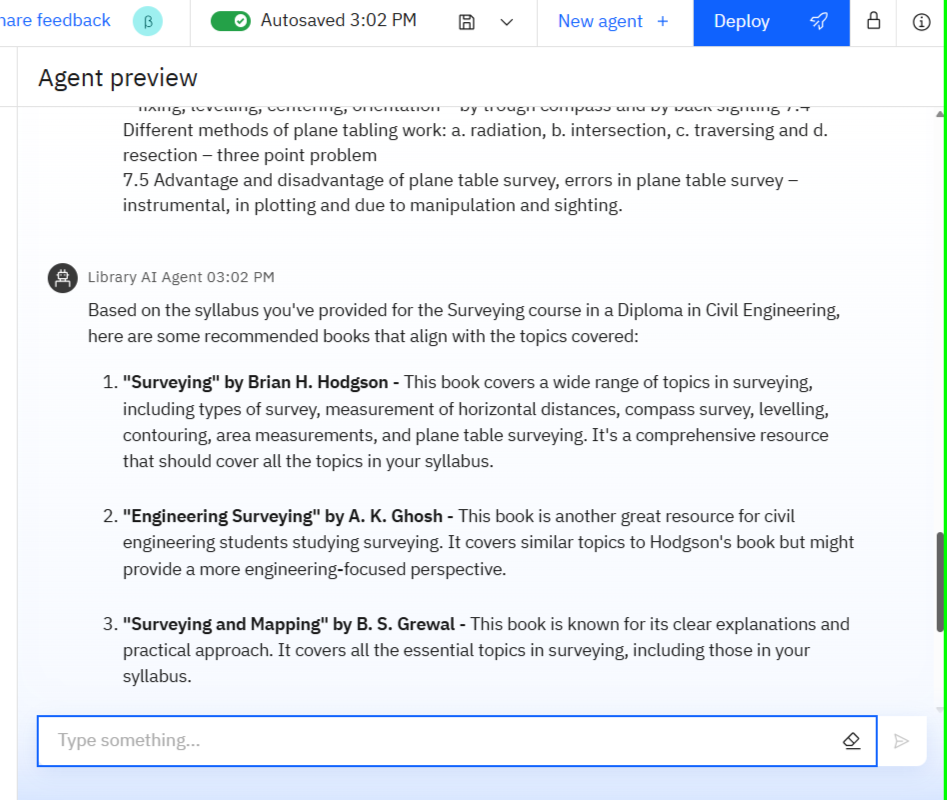 hare feedback β Autosaved 3:02 PM New agent + Deploy
Agent preview
fixing, levelling, centering, orientation – by trough compass and by back sighting 7.4
Different methods of plane tabling work: a. radiation, b. intersection, c. traversing and d.
resection – three point problem
7.5 Advantage and disadvantage of plane table survey, errors in plane table survey –
instrumental, in plotting and due to manipulation and sighting.
Library AI Agent 03:02 PM
Based on the syllabus you've provided for the Surveying course in a Diploma in Civil Engineering,
here are some recommended books that align with the topics covered:
1. "Surveying" by Brian H. Hodgson - This book covers a wide range of topics in surveying,
including types of survey, measurement of horizontal distances, compass survey, levelling,
contouring, area measurements, and plane table surveying. It's a comprehensive resource
that should cover all the topics in your syllabus.
2. "Engineering Surveying" by A. K. Ghosh - This book is another great resource for civil
engineering students studying surveying. It covers similar topics to Hodgson's book but might
provide a more engineering-focused perspective.
3. "Surveying and Mapping" by B. S. Grewal - This book is known for its clear explanations and
practical approach. It covers all the essential topics in surveying, including those in your
syllabus.
Type something...